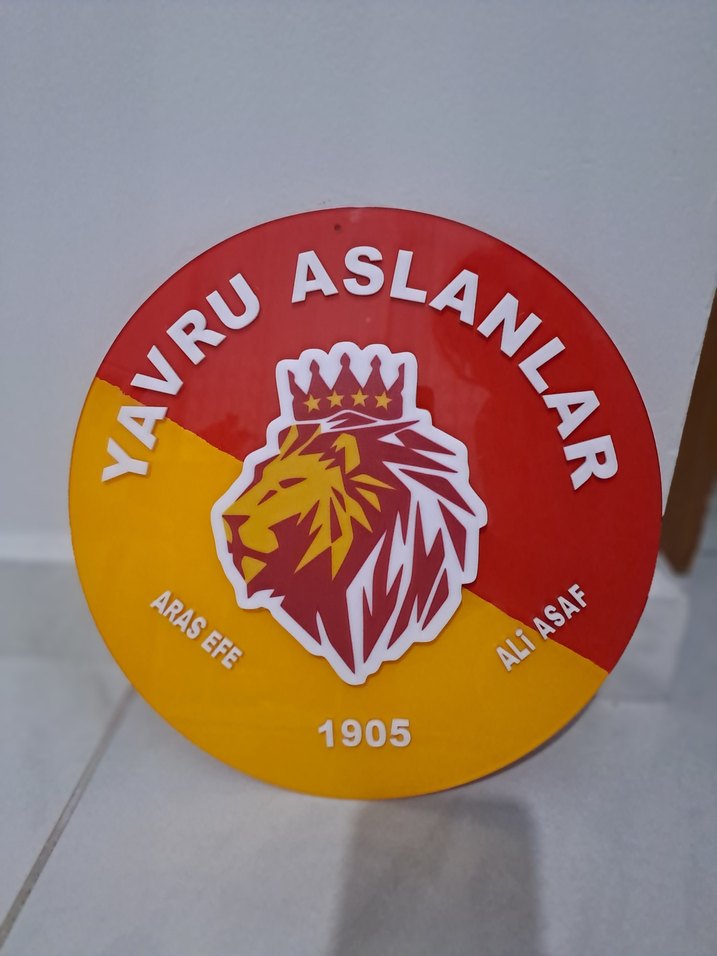 YAVRU ASLANLAR
ARAS EFE
ALİ ASAF
1905